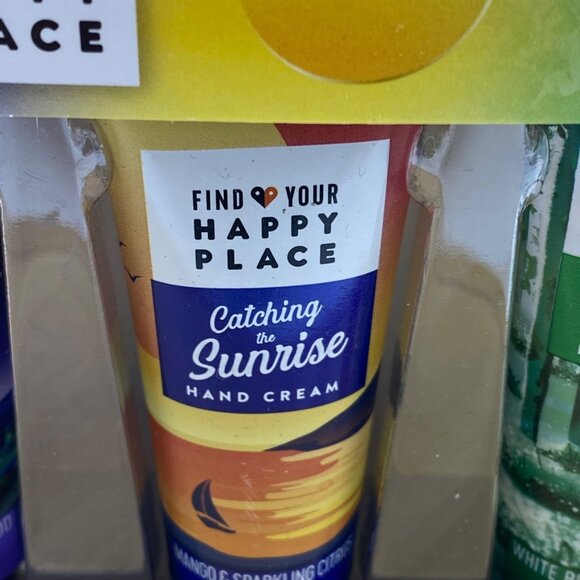 ACE
FIND YOUR
HAPPY
PLACE
Catching
the
Sunrise
HAND CREAM
MANGO & SPARKLING CITRUS
WHITE